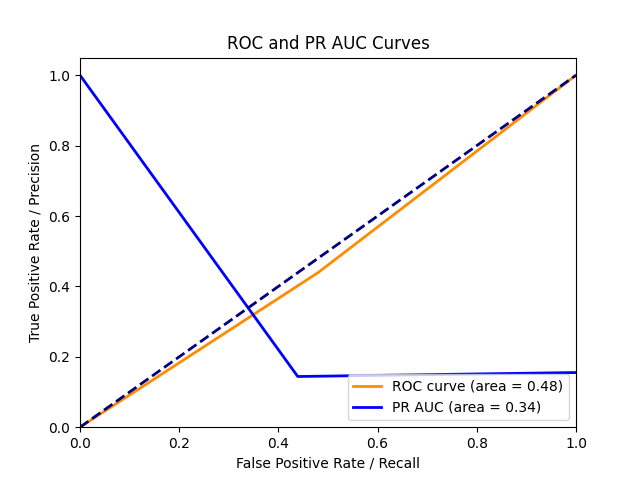 ROC and PR AUC Curves
True Positive Rate / Precision
1.0
0.8
0.6
0.4
0.2
0.0
0.0 0.2 0.4 0.6 0.8 1.0
False Positive Rate / Recall
ROC curve (area = 0.48)
PR AUC (area = 0.34)